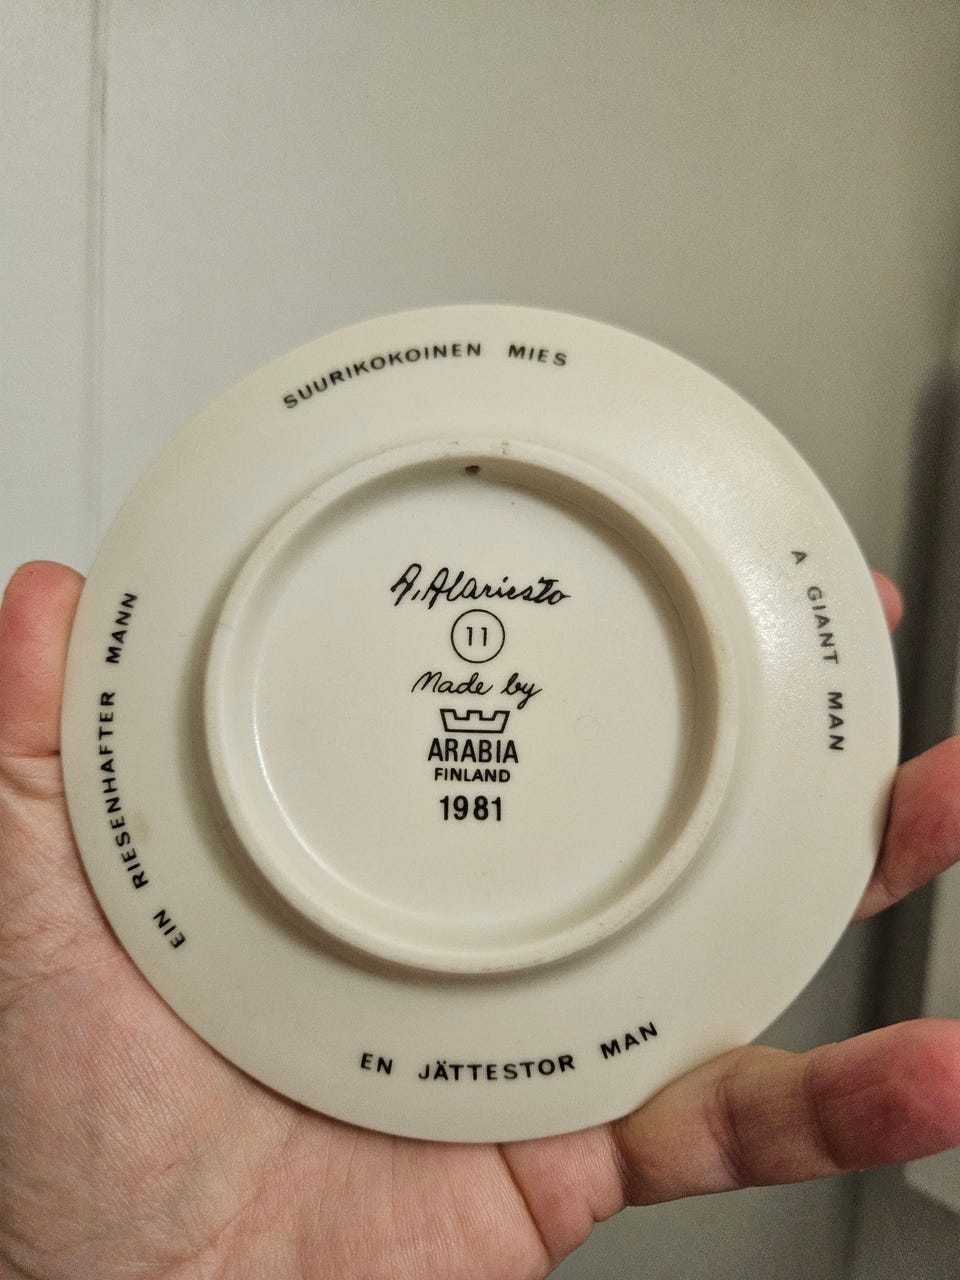 SUURIKOKOINEN MIES
A GIANT MAN
EN JÄTTESTOR MAN
EIN RIESENHAFTER MANN
A. Alariesto
11
Made by
ARABIA
FINLAND
1981